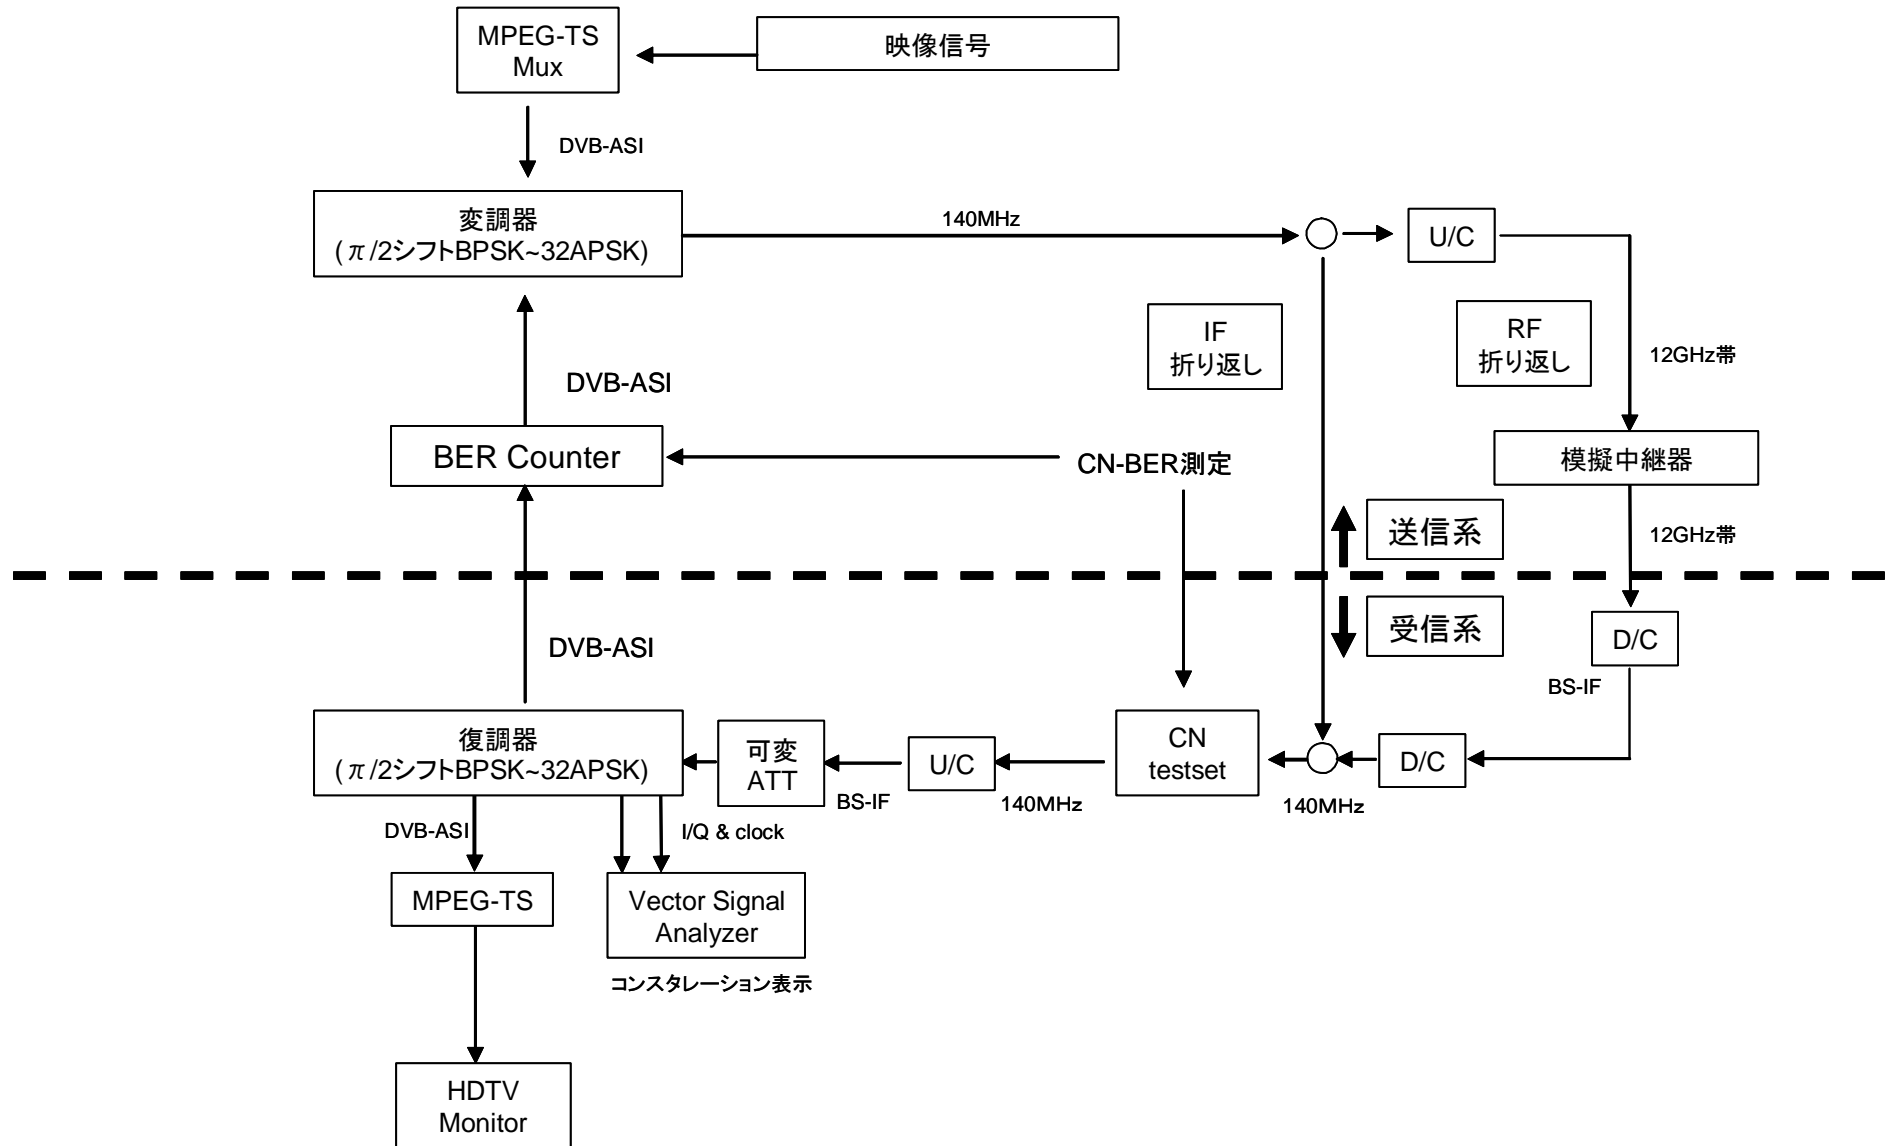 MPEG-TS
Mux
映像信号
DVB-ASI
変調器
(π/2シフトBPSK~32APSK)
140MHz
U/C
IF
折り返し
RF
折り返し
12GHz帯
DVB-ASI
BER Counter
CN-BER測定
模擬中継器
送信系
12GHz帯
受信系
D/C
DVB-ASI
BS-IF
復調器
(π/2シフトBPSK~32APSK)
可変
ATT
U/C
CN
testset
D/C
BS-IF
140MHz
140MHz
DVB-ASI
I/Q & clock
MPEG-TS
Vector Signal
Analyzer
コンスタレーション表示
HDTV
Monitor